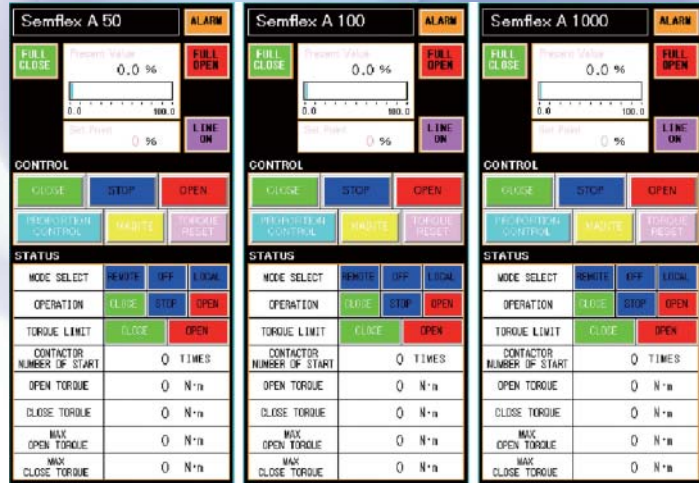 Semflex A 50 ALARM
FULL CLOSE
Present Value
0.0 %
FULL OPEN
0.0 100.0
Set Point
0 %
LINE ON
CONTROL
CLOSE STOP OPEN
PROPORTION CONTROL
TORQUE RESET
STATUS
MODE SELECT REMOTE OFF LOCAL
OPERATION CLOSE STOP OPEN
TORQUE LIMIT CLOSE OPEN
CONTACTOR NUMBER OF START 0 TIMES
OPEN TORQUE 0 N·m
CLOSE TORQUE 0 N·m
MAX OPEN TORQUE 0 N·m
MAX CLOSE TORQUE 0 N·m
Semflex A 100 ALARM
FULL CLOSE
Present Value
0.0 %
FULL OPEN
0.0 100.0
Set Point
0 %
LINE ON
CONTROL
CLOSE STOP OPEN
PROPORTION CONTROL
TORQUE RESET
STATUS
MODE SELECT REMOTE OFF LOCAL
OPERATION CLOSE STOP OPEN
TORQUE LIMIT CLOSE OPEN
CONTACTOR NUMBER OF START 0 TIMES
OPEN TORQUE 0 N·m
CLOSE TORQUE 0 N·m
MAX OPEN TORQUE 0 N·m
MAX CLOSE TORQUE 0 N·m
Semflex A 1000 ALARM
FULL CLOSE
Present Value
0.0 %
FULL OPEN
0.0 100.0
Set Point
0 %
LINE ON
CONTROL
CLOSE STOP OPEN
PROPORTION CONTROL
TORQUE RESET
STATUS
MODE SELECT REMOTE OFF LOCAL
OPERATION CLOSE STOP OPEN
TORQUE LIMIT CLOSE OPEN
CONTACTOR NUMBER OF START 0 TIMES
OPEN TORQUE 0 N·m
CLOSE TORQUE 0 N·m
MAX OPEN TORQUE 0 N·m
MAX CLOSE TORQUE 0 N·m